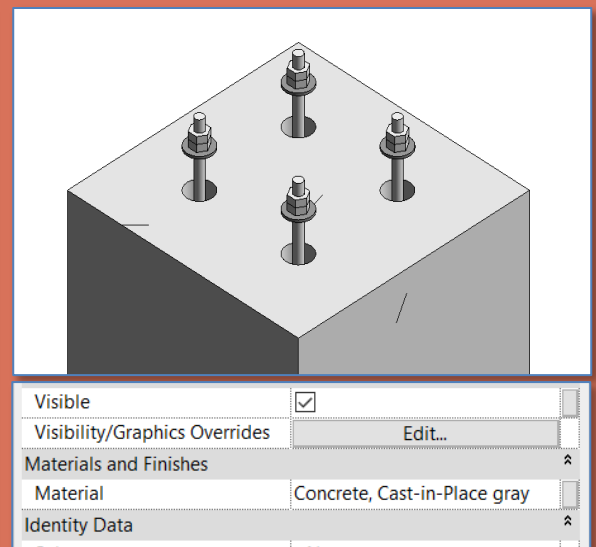 Visible
Visibility/Graphics Overrides Edit...
Materials and Finishes
Material Concrete, Cast-in-Place gray
Identity Data